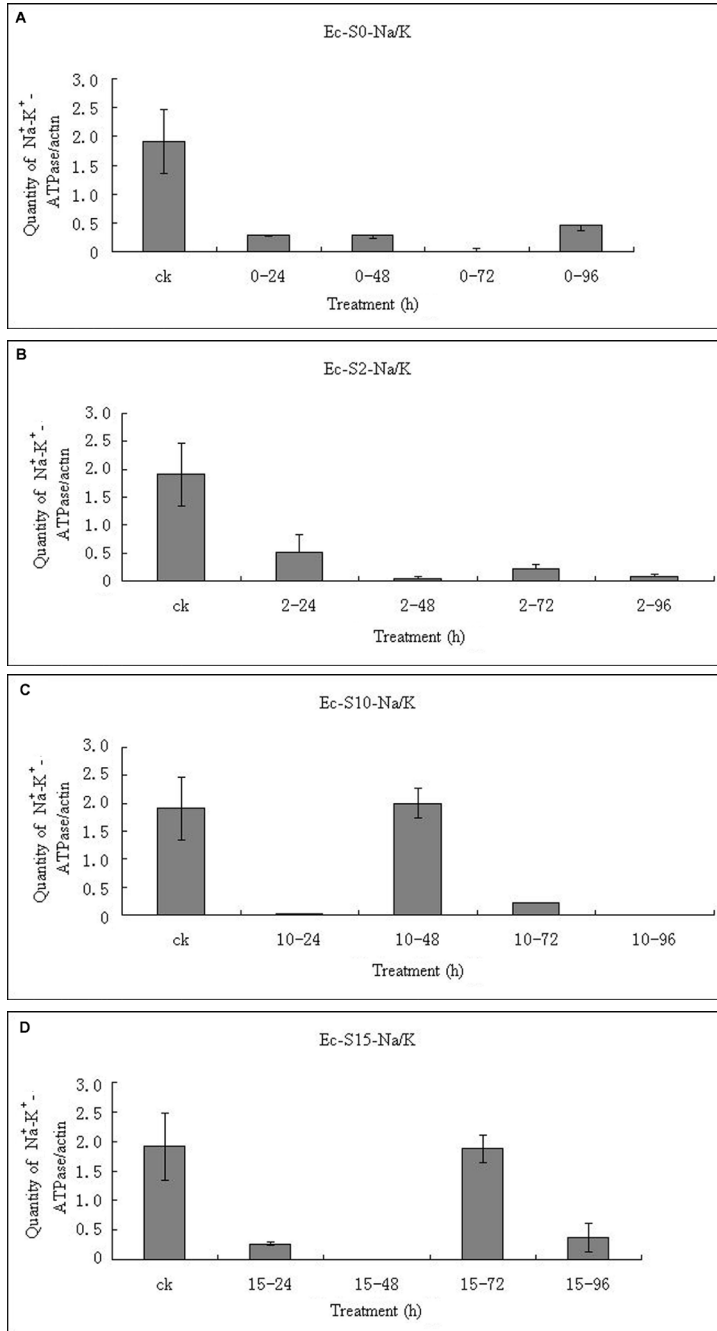 A
Ec-S0-Na/K
Quantity of Na⁺-K⁺-
ATPase/actin
3.0
2.5
2.0
1.5
1.0
0.5
0
ck
0-24
0-48
0-72
0-96
Treatment (h)
B
Ec-S2-Na/K
Quantity of Na⁺-K⁺-
ATPase/actin
3.0
2.5
2.0
1.5
1.0
0.5
0
ck
2-24
2-48
2-72
2-96
Treatment (h)
C
Ec-S10-Na/K
Quantity of Na⁺-K⁺-
ATPase/actin
3.0
2.5
2.0
1.5
1.0
0.5
0
ck
10-24
10-48
10-72
10-96
Treatment (h)
D
Ec-S15-Na/K
Quantity of Na⁺-K⁺-
ATPase/actin
3.0
2.5
2.0
1.5
1.0
0.5
0
ck
15-24
15-48
15-72
15-96
Treatment (h)